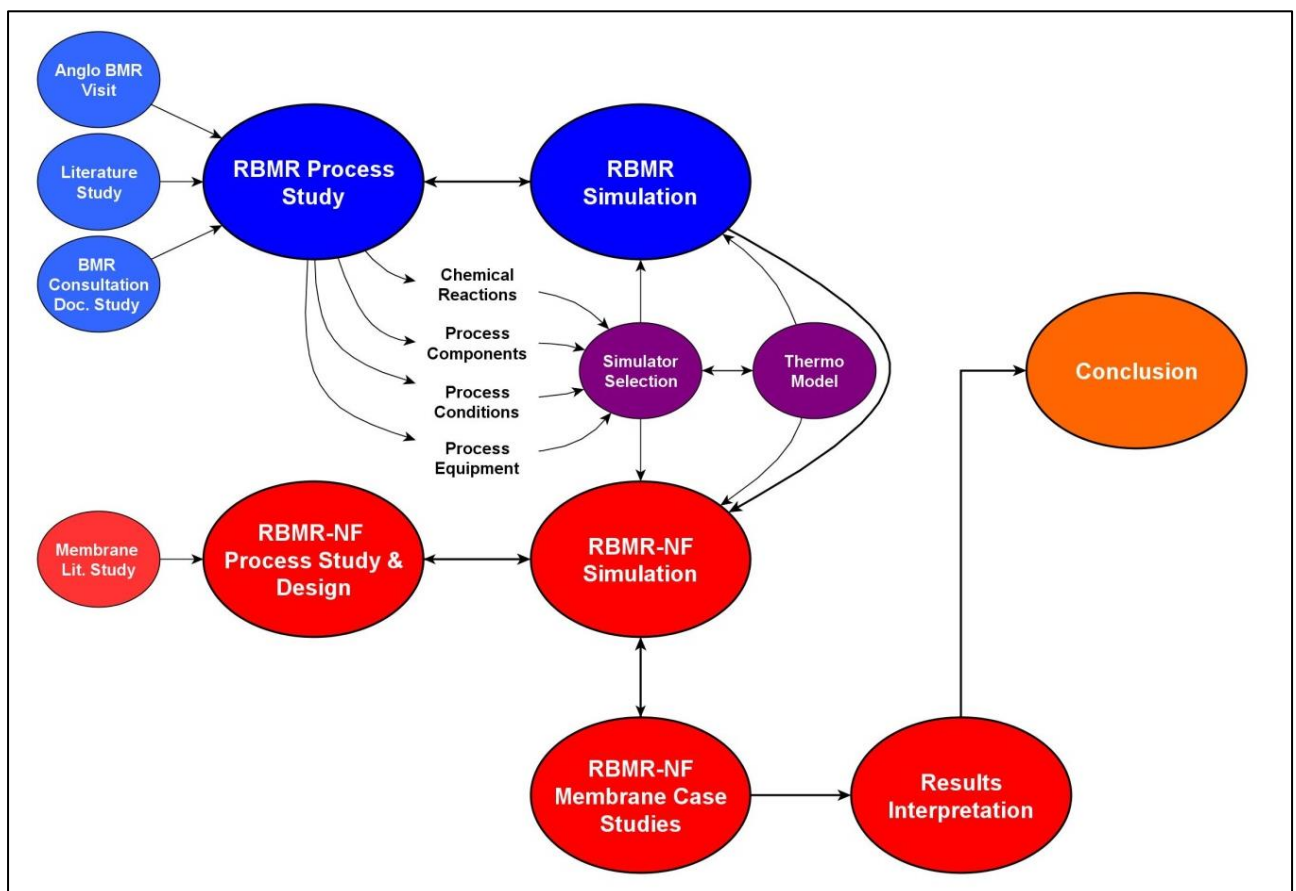 Anglo BMR
Visit
Literature
Study
BMR
Consultation
Doc. Study
RBMR Process
Study
RBMR
Simulation
Chemical
Reactions
Process
Components
Process
Conditions
Process
Equipment
Simulator
Selection
Thermo
Model
Conclusion
Membrane
Lit. Study
RBMR-NF
Process Study &
Design
RBMR-NF
Simulation
RBMR-NF
Membrane Case
Studies
Results
Interpretation